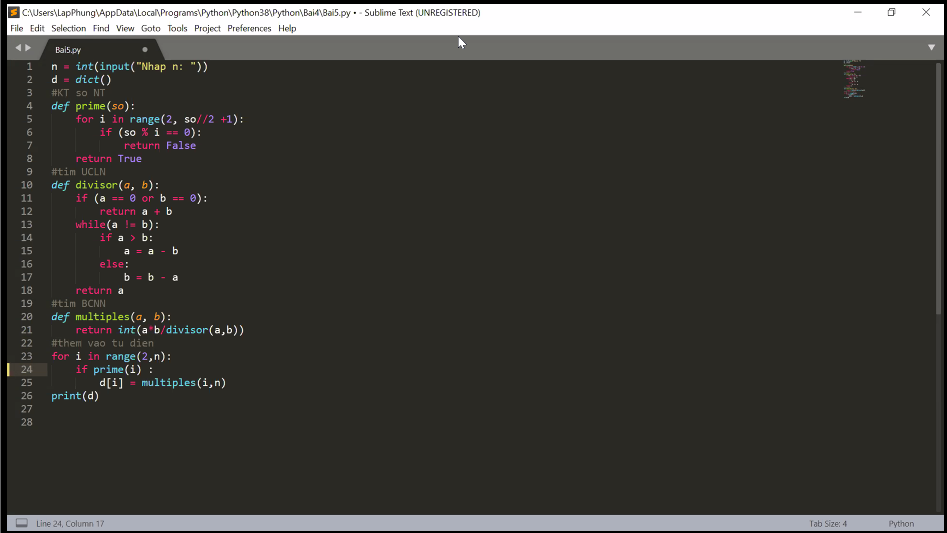 C:\Users\LapPhung\AppData\Local\Programs\Python\Python38\Python\Bai4\Bai5.py • - Sublime Text (UNREGISTERED)
File Edit Selection Find View Goto Tools Project Preferences Help
Bai5.py
1 n = int(input("Nhap n: "))
2 d = dict()
3 #KT so NT
4 def prime(so):
5     for i in range(2, so//2 +1):
6         if (so % i == 0):
7             return False
8     return True
9 #tim UCLN
10 def divisor(a, b):
11     if (a == 0 or b == 0):
12         return a + b
13     while(a != b):
14         if a > b:
15             a = a - b
16         else:
17             b = b - a
18     return a
19 #tim BCNN
20 def multiples(a, b):
21     return int(a*b/divisor(a,b))
22 #them vao tu dien
23 for i in range(2,n):
24     if prime(i) :
25         d[i] = multiples(i,n)
26 print(d)
27
28
Line 24, Column 17
Tab Size: 4
Python